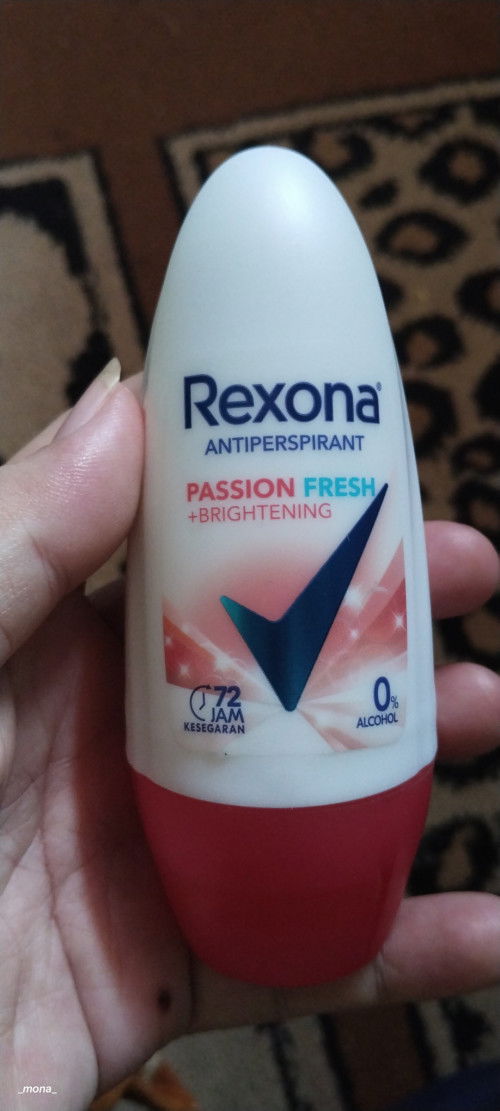 Rexona®
ANTIPERSPIRANT
PASSION FRESH
+BRIGHTENING
72
JAM
KESEGARAN
0%
ALCOHOL
_mona_